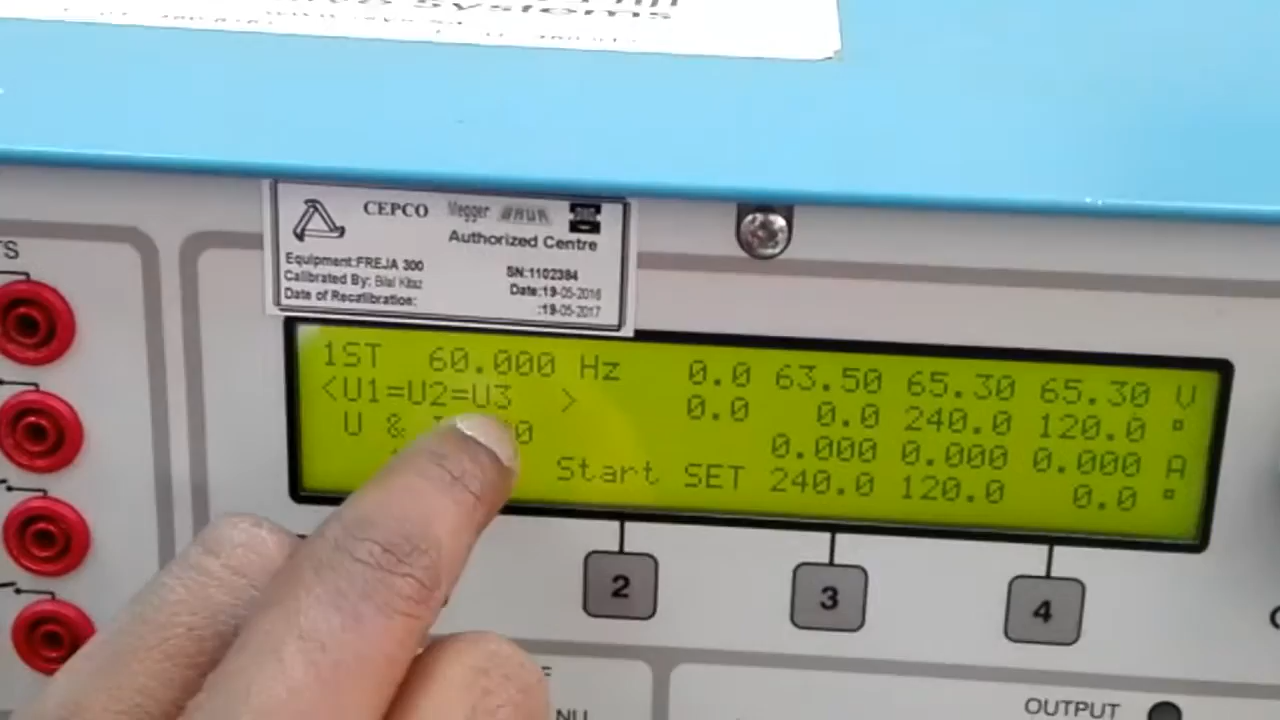 systems
CEPCO Megger
Authorized Centre
Equipment:FREJA 300 SN:1102384
Calibrated By: Bilal Kitaz Date:19-05-2016
Date of Recalibration: :19-05-2017
1ST 60.000 Hz 0.0 63.50 65.30 65.30 V
<U1=U2=U3 > 0.0 0.0 240.0 120.0 °
U & 0.000 0.000 0.000 A
Start SET 240.0 120.0 0.0 °
2 3 4
OUTPUT